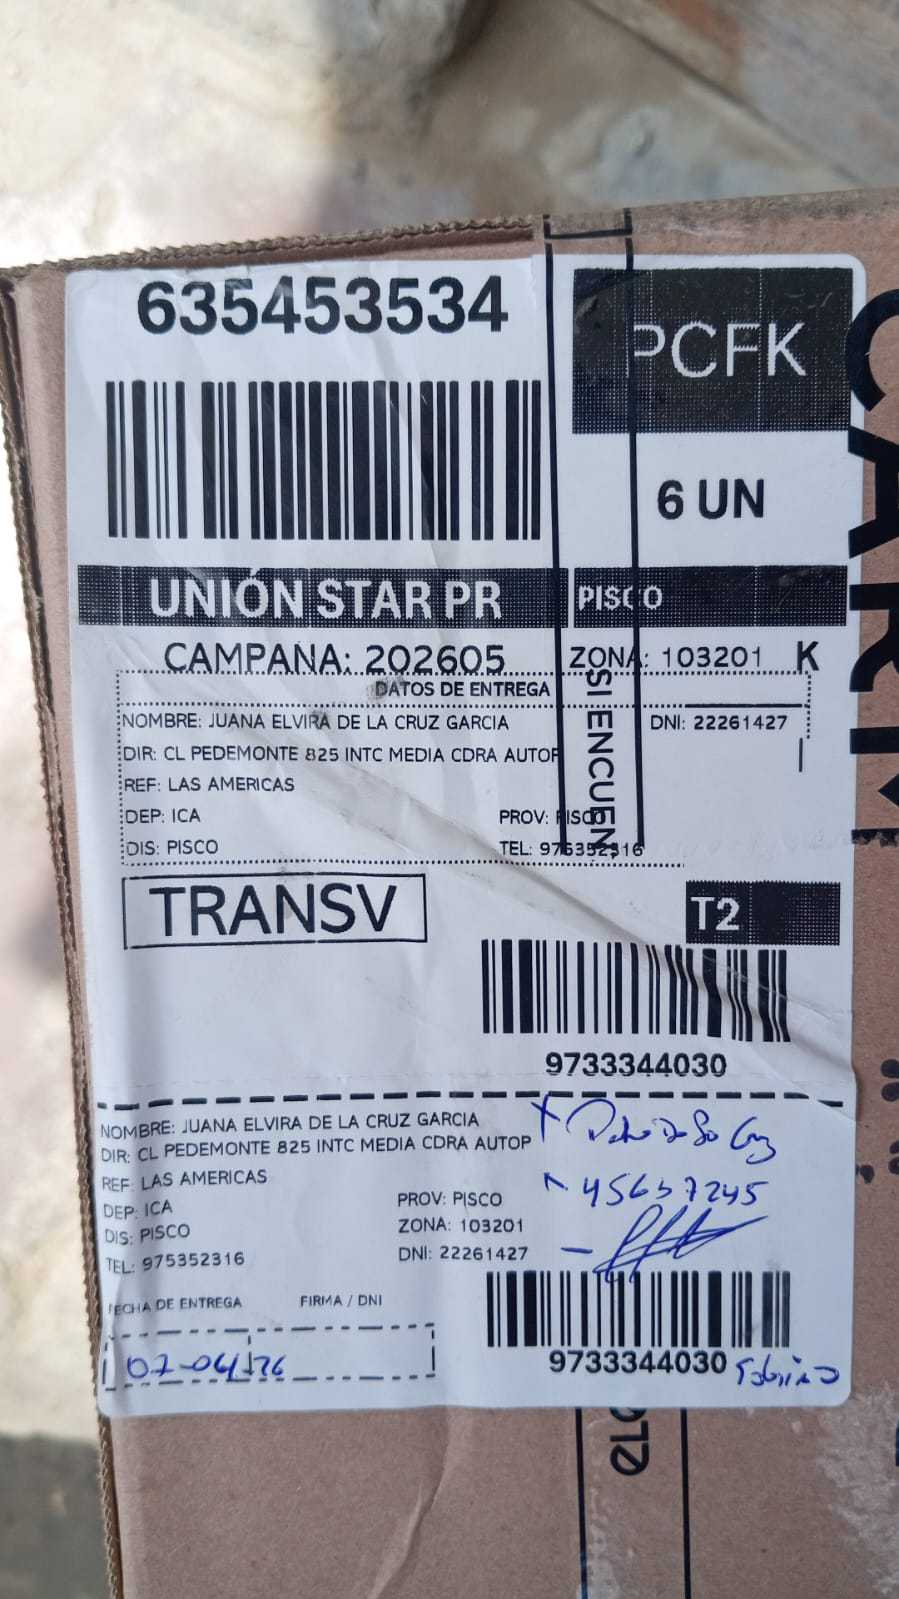 635453534
PCFK
6 UN
UNIÓN STAR PR
PISCO
CAMPAÑA: 202605
ZONA: 103201 K
DATOS DE ENTREGA
NOMBRE: JUANA ELVIRA DE LA CRUZ GARCIA
DNI: 22261427
DIR: CL PEDEMONTE 825 INTC MEDIA CDRA AUTOP
REF: LAS AMERICAS
DEP: ICA
PROV: PISCO
DIS: PISCO
TEL: 975352316
SI ENCUEN
TRANSV
T2
9733344030
NOMBRE: JUANA ELVIRA DE LA CRUZ GARCIA
DIR: CL PEDEMONTE 825 INTC MEDIA CDRA AUTOP
REF: LAS AMERICAS
DEP: ICA
PROV: PISCO
DIS: PISCO
ZONA: 103201
TEL: 975352316
DNI: 22261427
45657245
FECHA DE ENTREGA
FIRMA / DNI
07-04-26
9733344030